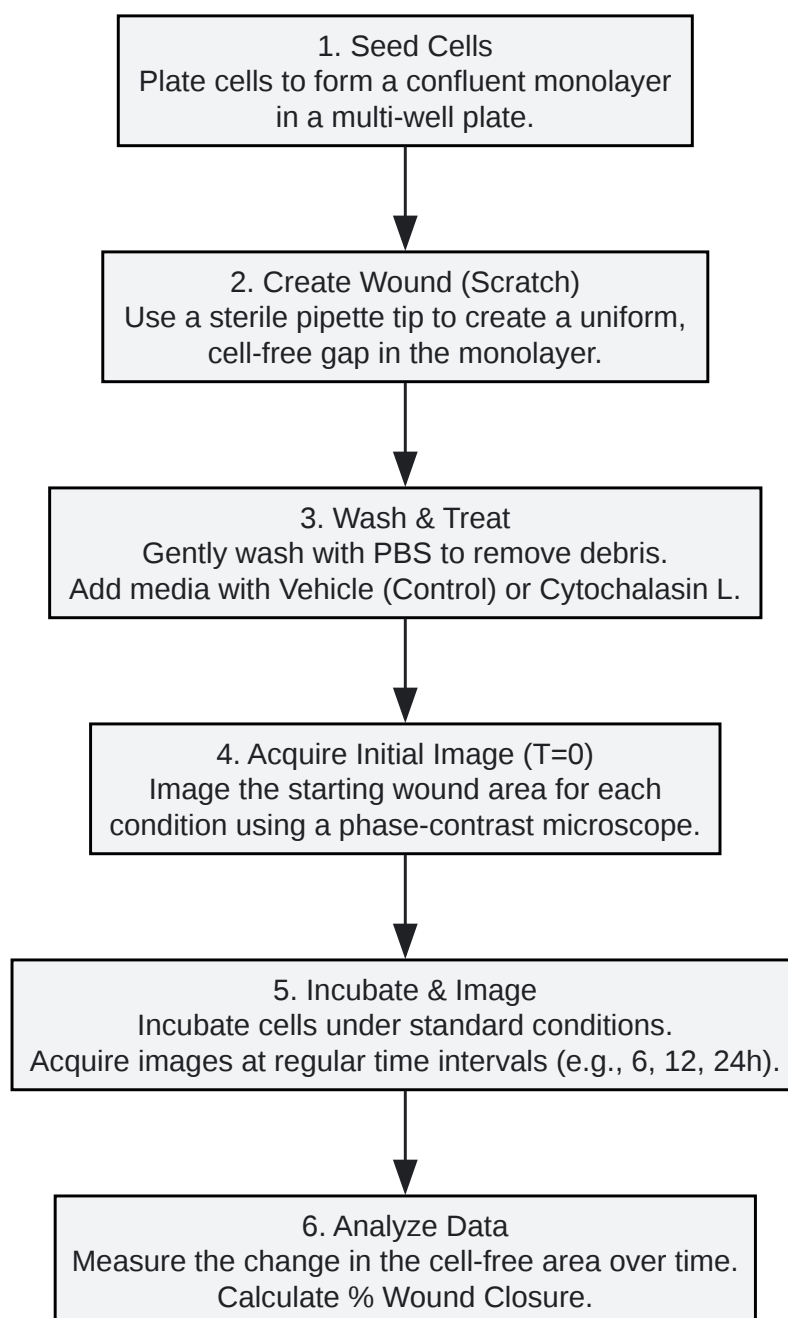 1. Seed Cells
Plate cells to form a confluent monolayer
in a multi-well plate.
2. Create Wound (Scratch)
Use a sterile pipette tip to create a uniform,
cell-free gap in the monolayer.
3. Wash & Treat
Gently wash with PBS to remove debris.
Add media with Vehicle (Control) or Cytochalasin L.
4. Acquire Initial Image (T=0)
Image the starting wound area for each
condition using a phase-contrast microscope.
5. Incubate & Image
Incubate cells under standard conditions.
Acquire images at regular time intervals (e.g., 6, 12, 24h).
6. Analyze Data
Measure the change in the cell-free area over time.
Calculate % Wound Closure.